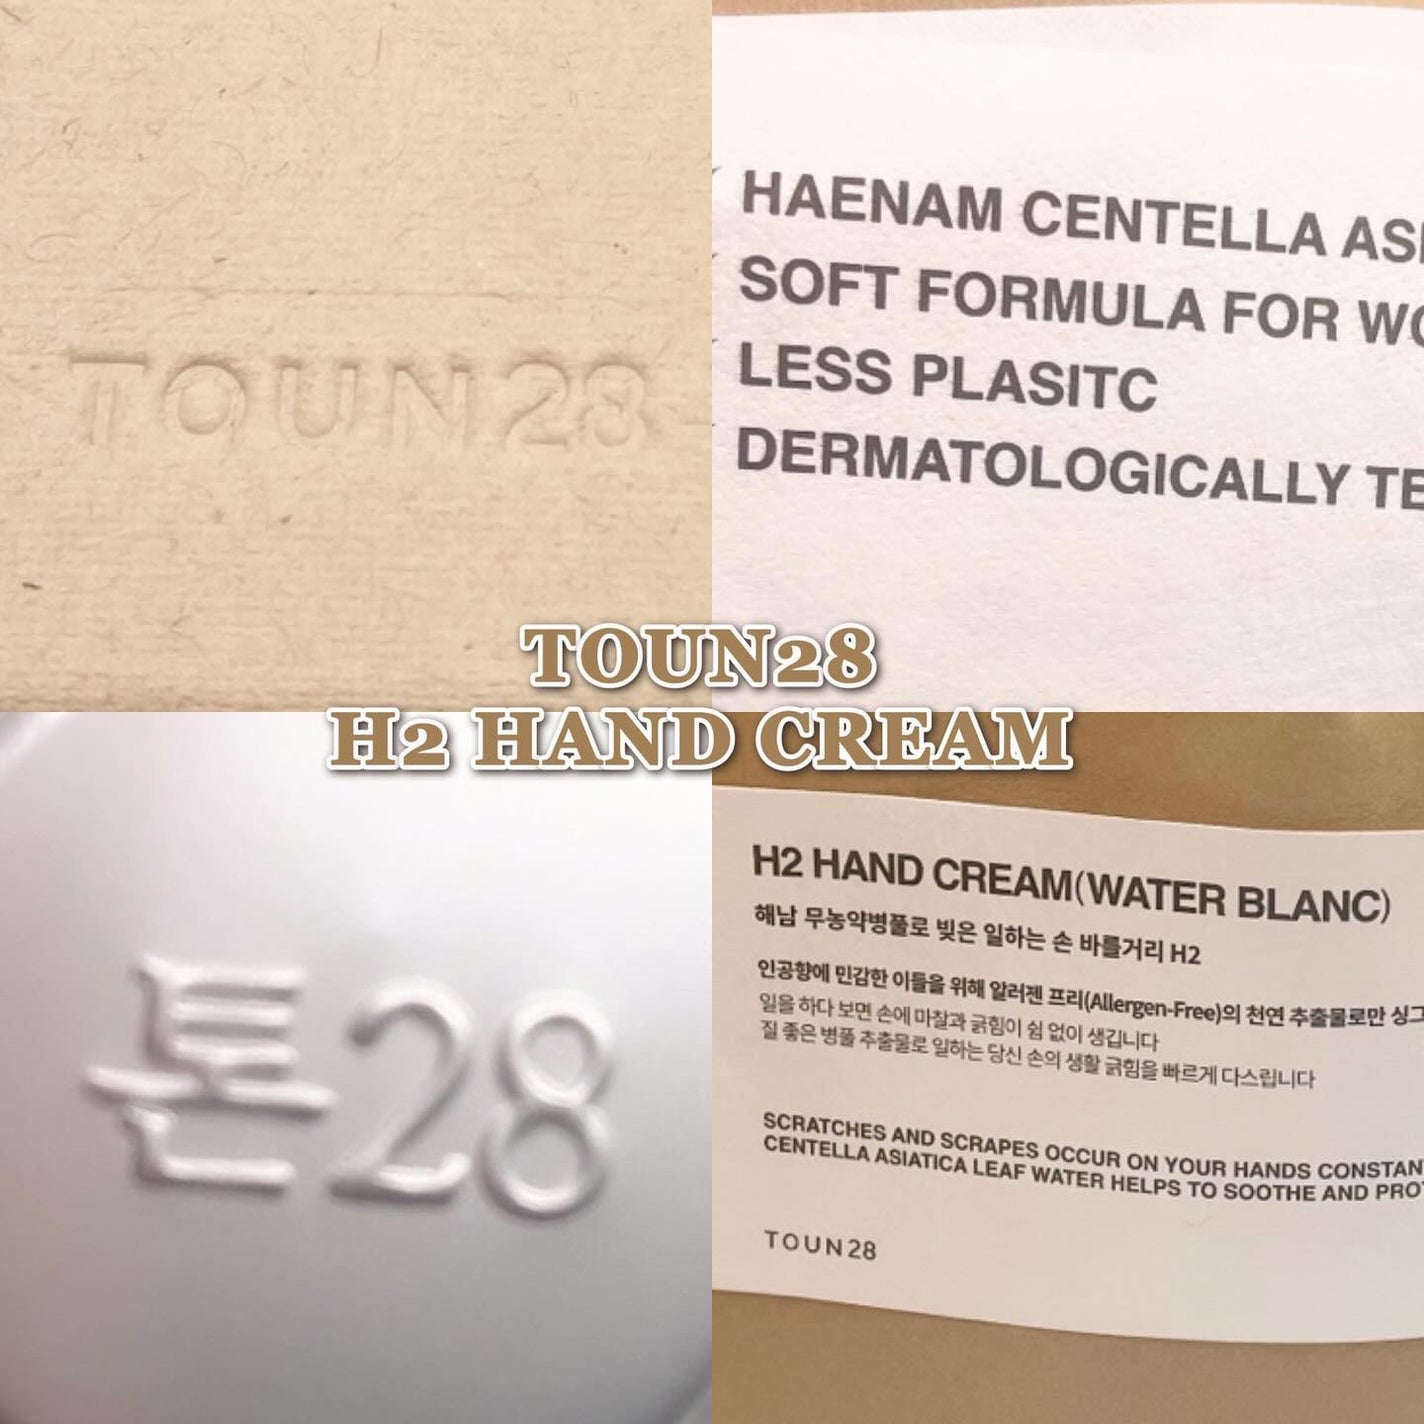 TOUN28
HAENAM CENTELLA
SOFT FORMULA FOR
LESS PLASITC
DERMATOLOGICALLY
TOUN28
H2 HAND CREAM
톤28
H2 HAND CREAM(WATER BLANC)
해남 무농약병풀로 빚은 일하는 손 바를거리 H2
인공향에 민감한 이들을 위해 알러젠 프리(Allergen-Free)의 천연 추출물로만
일을 하다 보면 손에 마찰과 긁힘이 쉼 없이 생깁니다
질 좋은 병풀 추출물로 일하는 당신 손의 생활 긁힘을 빠르게 다스립니다
SCRATCHES AND SCRAPES OCCUR ON YOUR HANDS
CENTELLA ASIATICA LEAF WATER HELPS TO SOOTHE AND
TOUN28